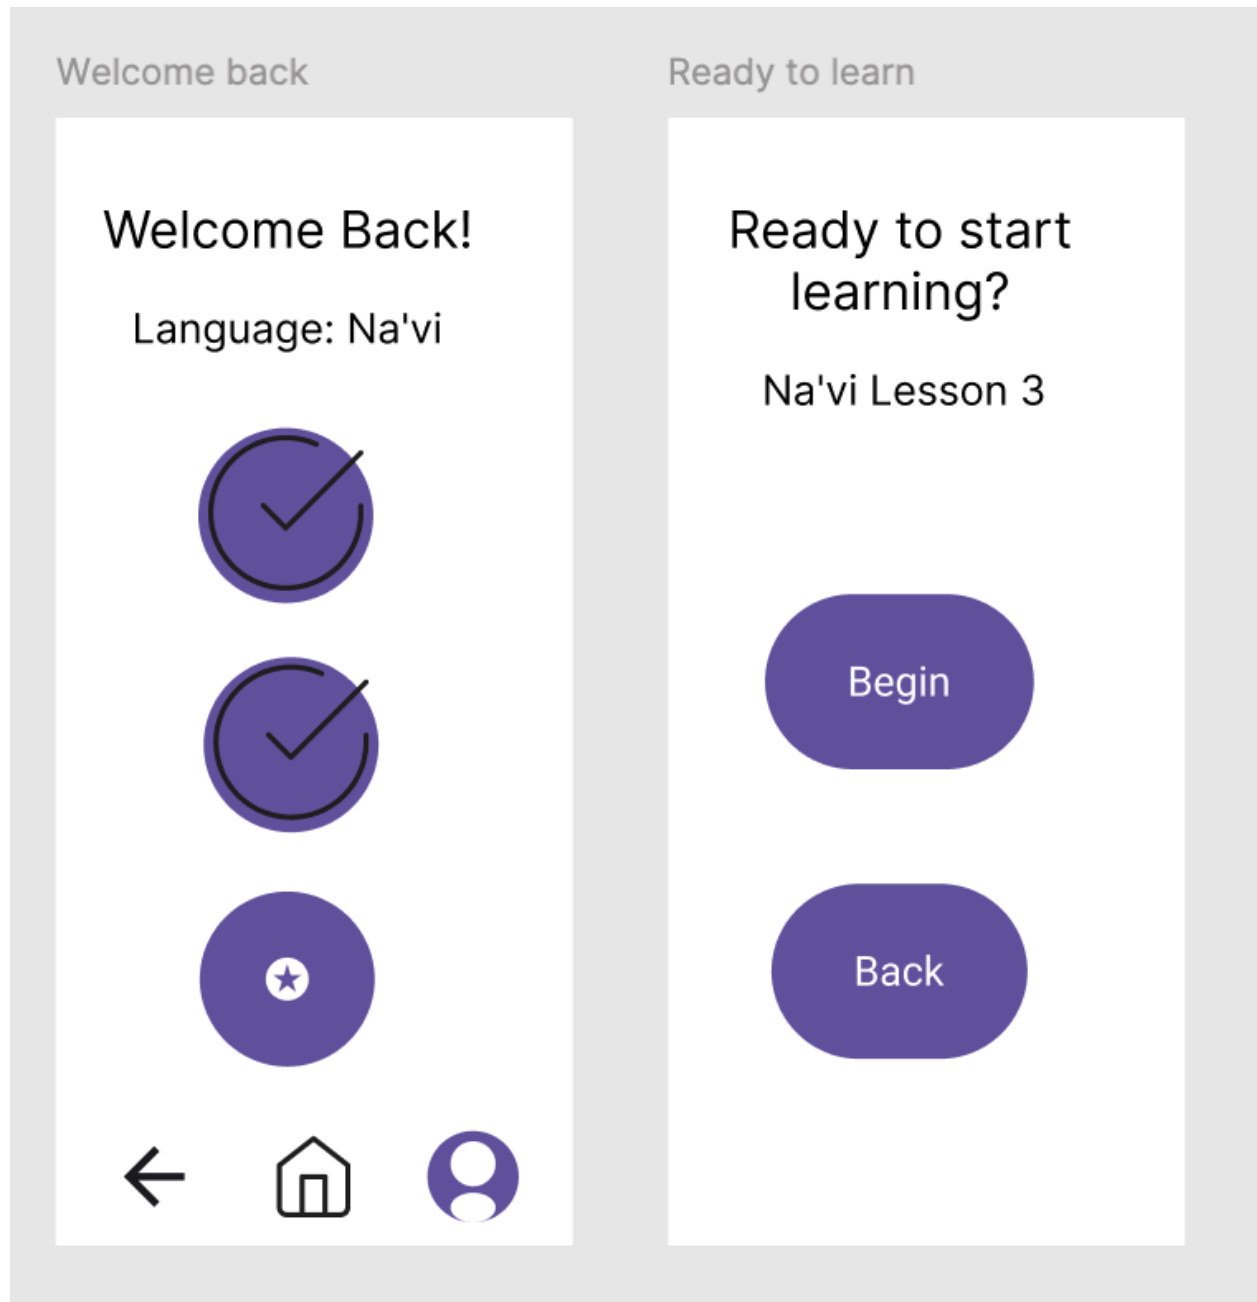 Welcome back
Welcome Back!
Language: Na'vi
Ready to learn
Ready to start
learning?
Na'vi Lesson 3
Begin
Back